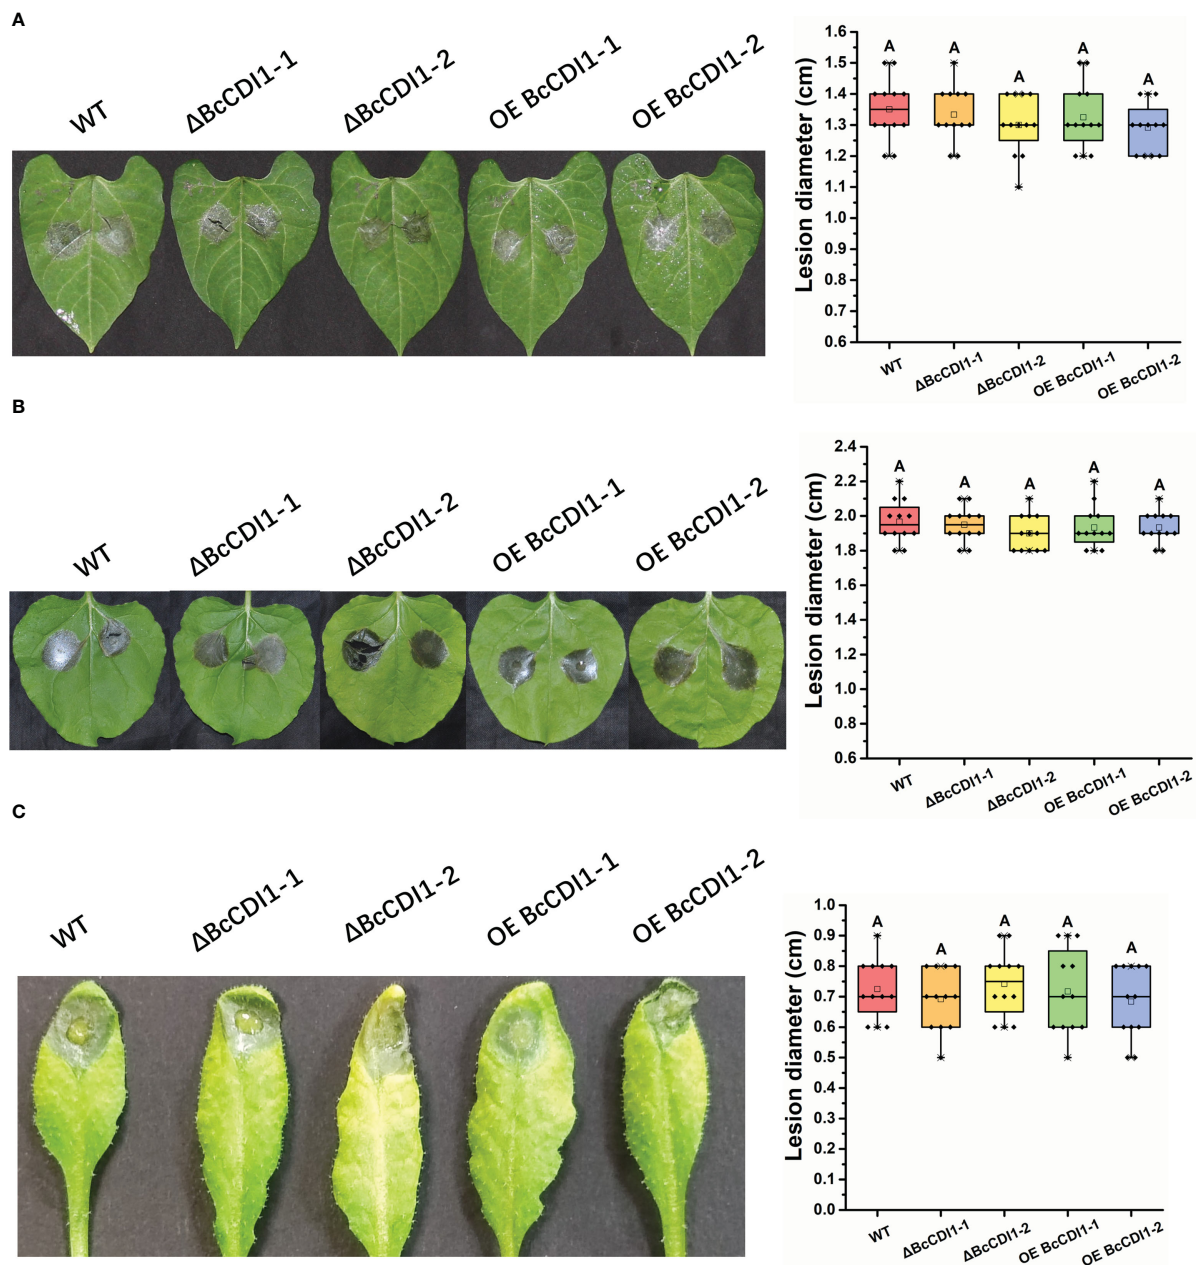 A
WT
ΔBcCDI1-1
ΔBcCDI1-2
OE BcCDI1-1
OE BcCDI1-2
Lesion diameter (cm)
1.6
1.5
1.4
1.3
1.2
1.1
1.0
0.9
0.8
0.7
0.6
A
A
A
A
A
WT
ΔBcCDI1-1
ΔBcCDI1-2
OE BcCDI1-1
OE BcCDI1-2
B
WT
ΔBcCDI1-1
ΔBcCDI1-2
OE BcCDI1-1
OE BcCDI1-2
Lesion diameter (cm)
2.4
2.2
2.0
1.8
1.6
1.4
1.2
1.0
0.8
0.6
A
A
A
A
A
WT
ΔBcCDI1-1
ΔBcCDI1-2
OE BcCDI1-1
OE BcCDI1-2
C
WT
ΔBcCDI1-1
ΔBcCDI1-2
OE BcCDI1-1
OE BcCDI1-2
Lesion diameter (cm)
1.0
0.9
0.8
0.7
0.6
0.5
0.4
0.3
0.2
0.1
0.0
A
A
A
A
A
WT
ΔBcCDI1-1
ΔBcCDI1-2
OE BcCDI1-1
OE BcCDI1-2